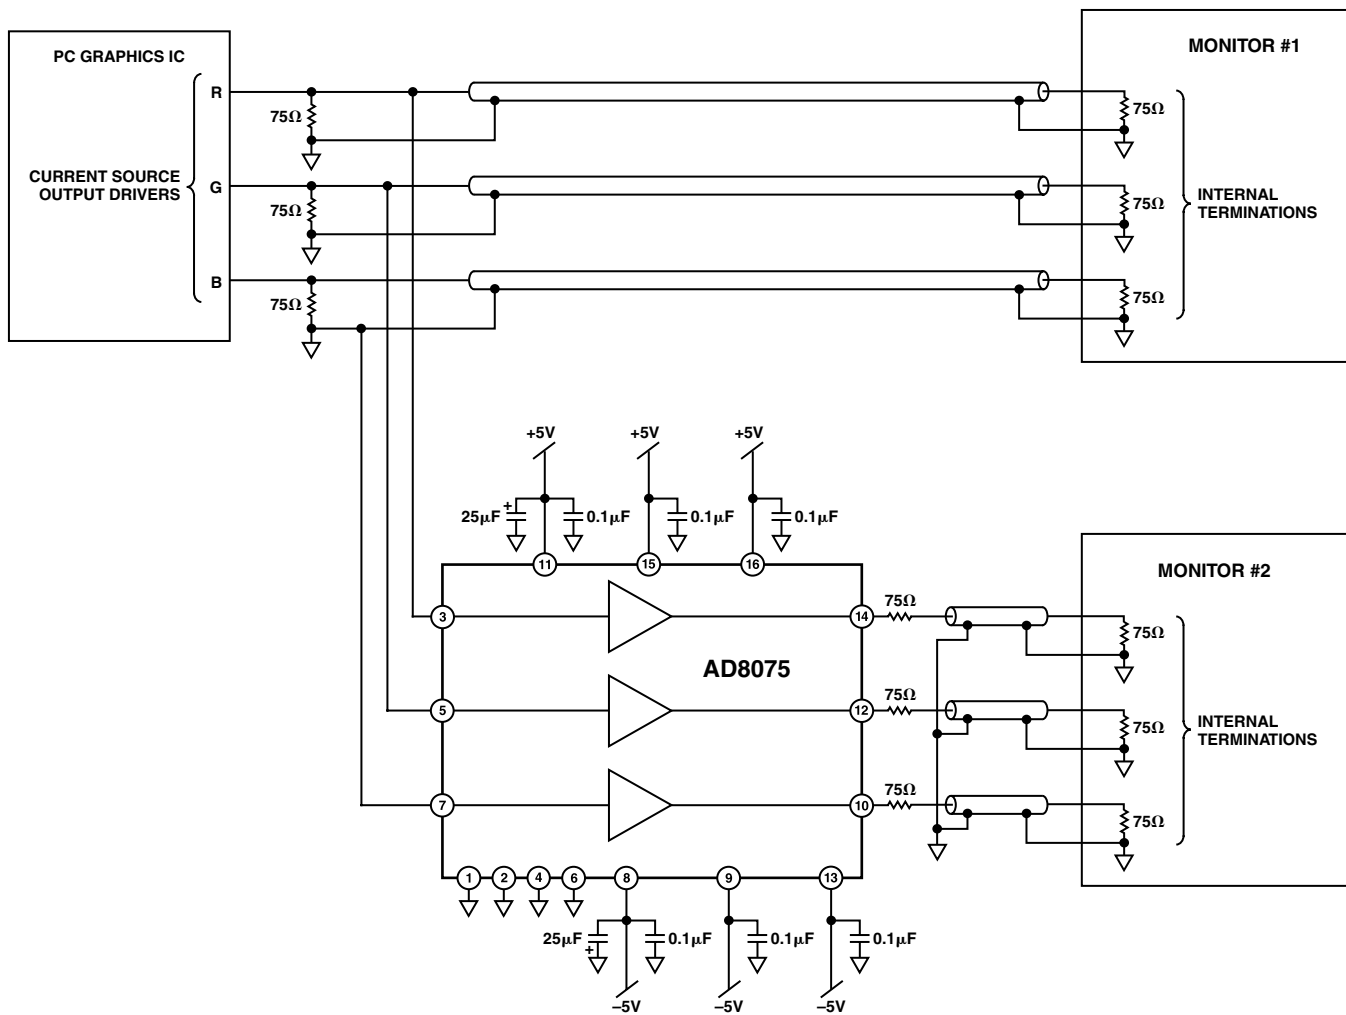 PC GRAPHICS IC
MONITOR #1
R
75Ω
75Ω
CURRENT SOURCE
OUTPUT DRIVERS
G
75Ω
75Ω
INTERNAL
TERMINATIONS
B
75Ω
75Ω
+5V
+5V
+5V
25μF
+
0.1μF
0.1μF
0.1μF
11
15
16
MONITOR #2
3
14
75Ω
75Ω
AD8075
5
12
75Ω
75Ω
INTERNAL
TERMINATIONS
7
10
75Ω
75Ω
1
2
4
6
8
9
13
25μF
+
0.1μF
0.1μF
0.1μF
–5V
–5V
–5V